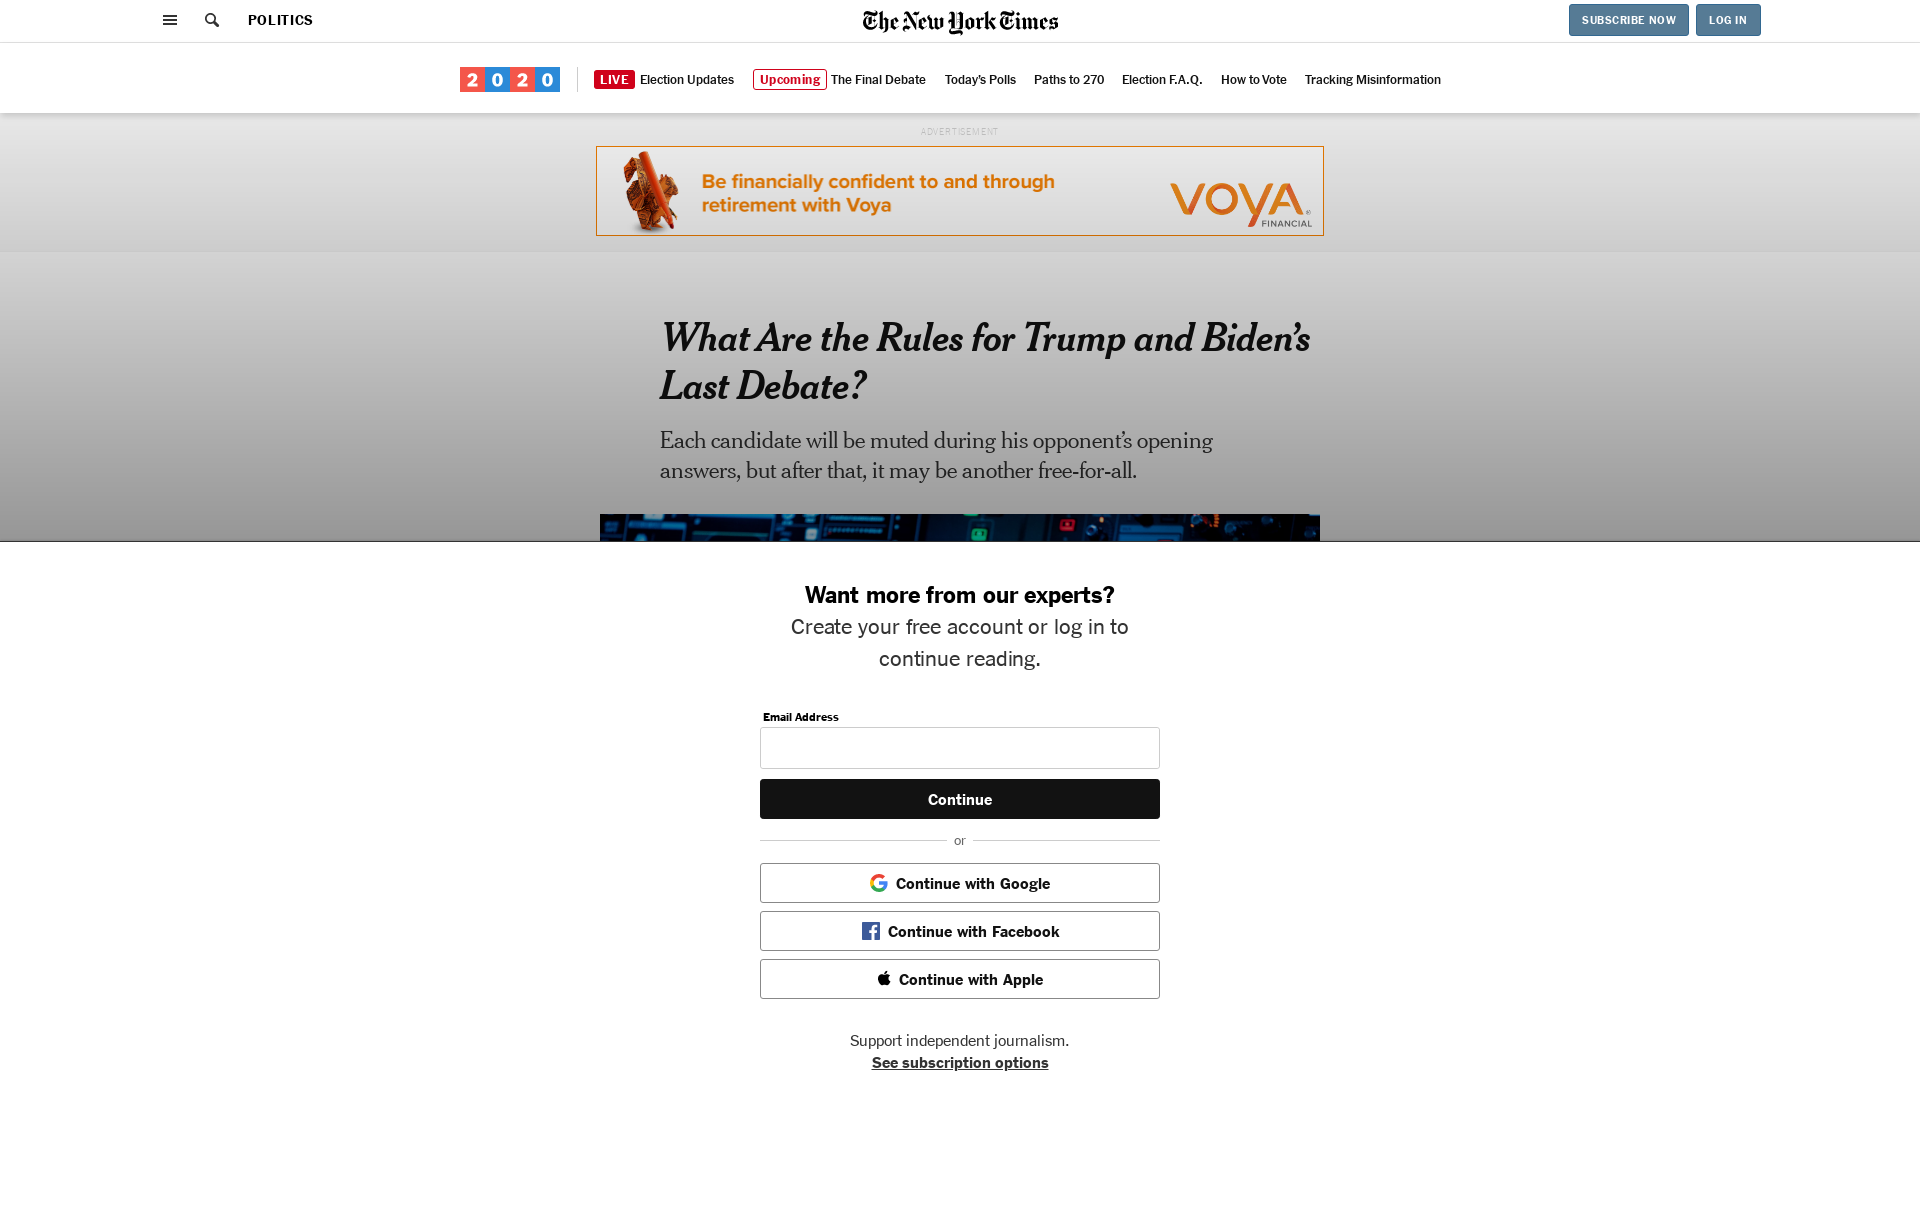 POLITICS
The New York Times
SUBSCRIBE NOW
LOG IN
2020
LIVE Election Updates
Upcoming The Final Debate
Today's Polls
Paths to 270
Election F.A.Q.
How to Vote
Tracking Misinformation
ADVERTISEMENT
Be financially confident to and through
retirement with Voya
VOYA
FINANCIAL
What Are the Rules for Trump and Biden’s
Last Debate?
Each candidate will be muted during his opponent’s opening
answers, but after that, it may be another free-for-all.
Want more from our experts?
Create your free account or log in to
continue reading.
Email Address
Continue
or
Continue with Google
Continue with Facebook
Continue with Apple
Support independent journalism.
See subscription options